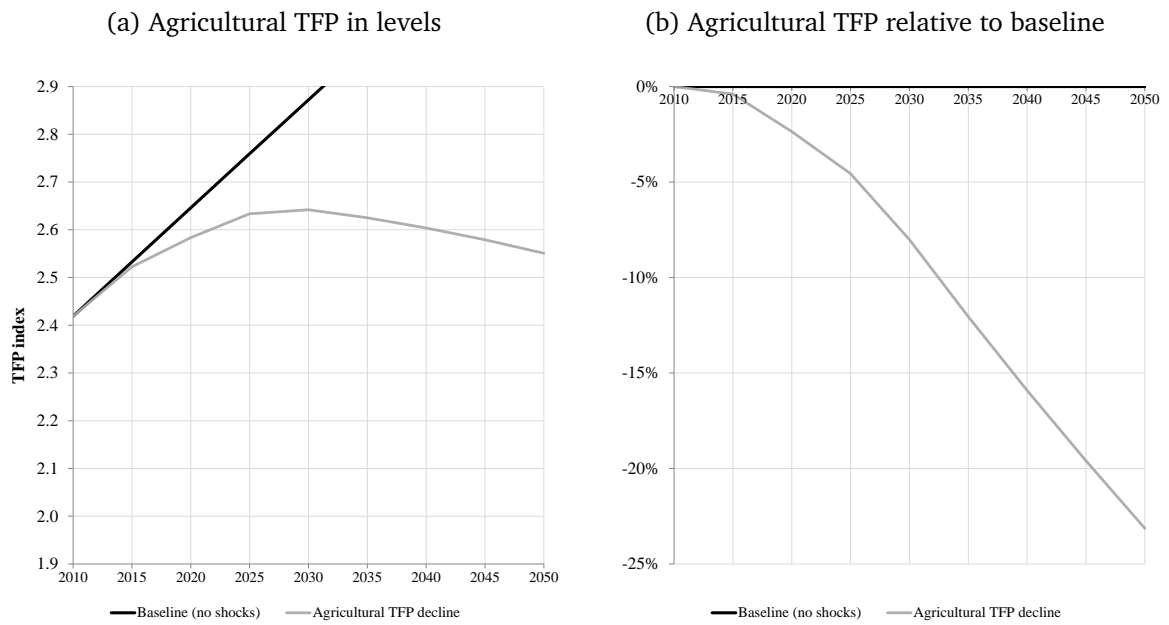 (a) Agricultural TFP in levels
TFP index
2.9
2.8
2.7
2.6
2.5
2.4
2.3
2.2
2.1
2.0
1.9
2010 2015 2020 2025 2030 2035 2040 2045 2050
Baseline (no shocks) Agricultural TFP decline
(b) Agricultural TFP relative to baseline
0%
2010 2015 2020 2025 2030 2035 2040 2045 2050
-5%
-10%
-15%
-20%
-25%
Baseline (no shocks) Agricultural TFP decline